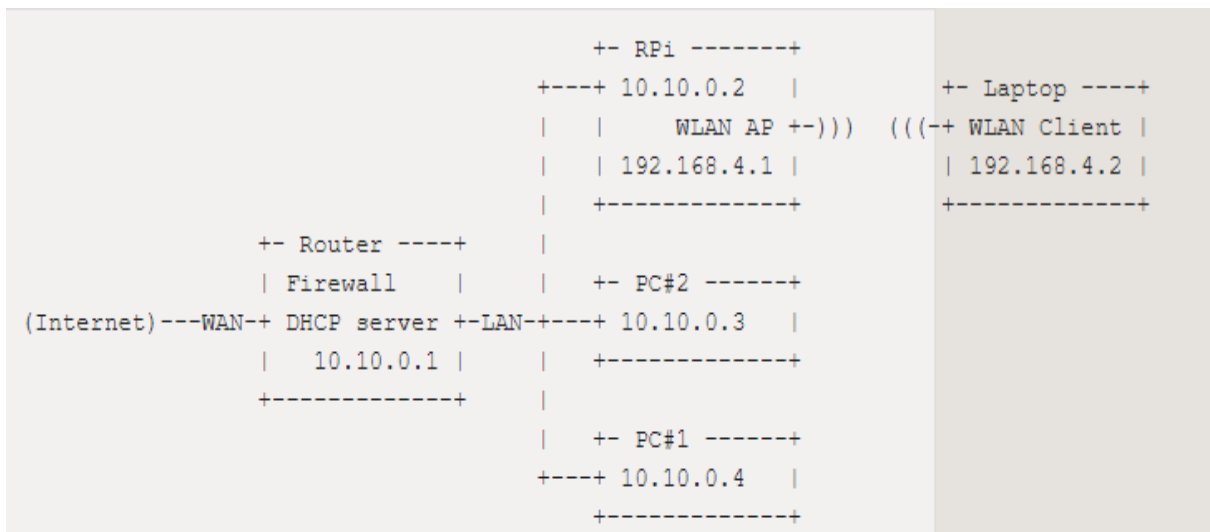 +- RPi -------+
+---+ 10.10.0.2   |          +- Laptop ----+
|   |     WLAN AP +-)))  (((-+ WLAN Client |
|   | 192.168.4.1 |          | 192.168.4.2 |
|   +-------------+          +-------------+
+- Router ----+     |
| Firewall    |     |   +- PC#2 ------+
(Internet)---WAN-+ DHCP server +-LAN-+---+ 10.10.0.3   |
|   10.10.0.1 |     |   +-------------+
+-------------+     |
|   +- PC#1 ------+
+---+ 10.10.0.4   |
+-------------+